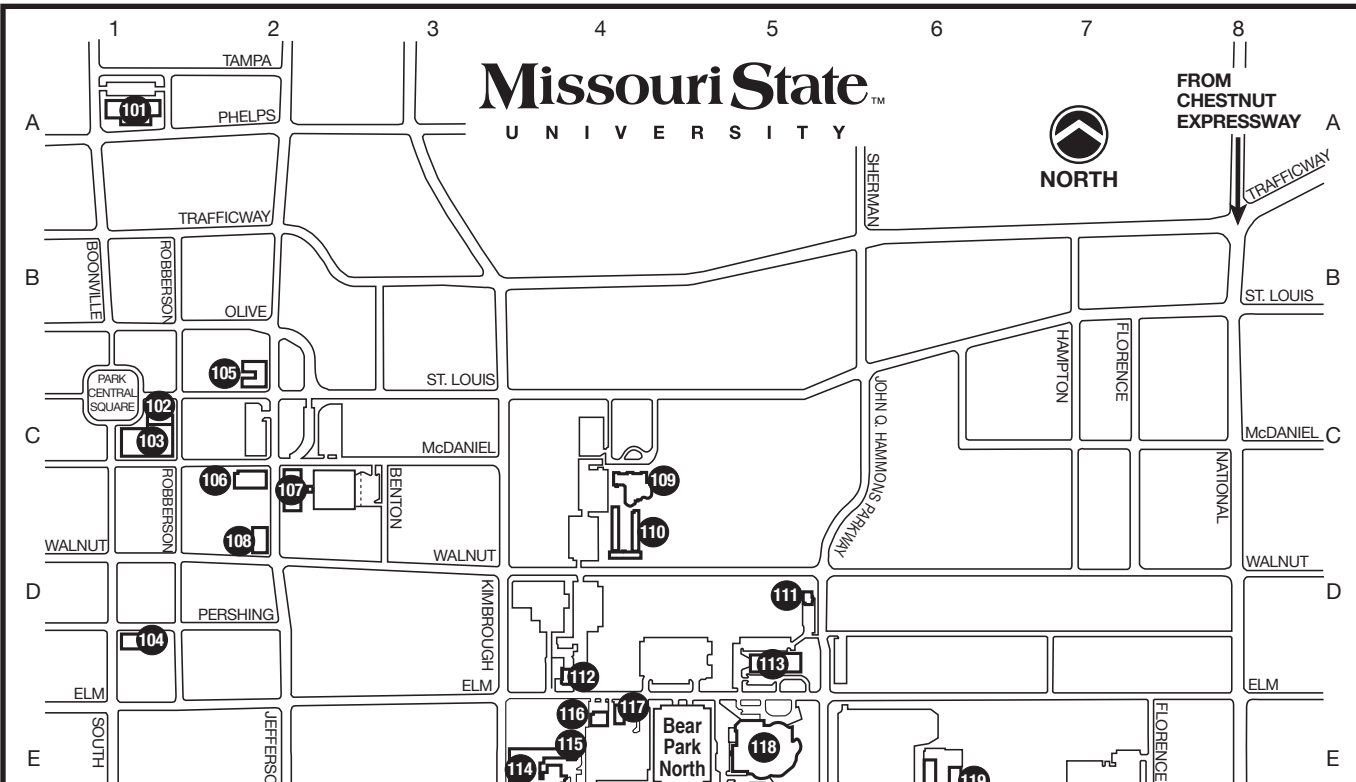 1 2 3 4 5 6 7 8
TAMPA
Missouri State™
UNIVERSITY
FROM
CHESTNUT
EXPRESSWAY
101
PHELPS
A A
NORTH
SHERMAN
TRAFFICWAY
TRAFFICWAY
BOONVILLE
ROBBERSON
B B
ST. LOUIS
OLIVE
HAMPTON
FLORENCE
105
ST. LOUIS
PARK
CENTRAL
SQUARE
102
JOHN Q. HAMMONS PARKWAY
103
C McDANIEL C
McDANIEL
106
107
109
BENTON
ROBBERSON
NATIONAL
108
110
WALNUT
WALNUT
WALNUT
D D
111
PERSHING
KIMBROUGH
104
113
112
ELM
ELM
ELM
116
117
SOUTH
FLORENCE
115
Bear
Park
North
118
E E
114
119